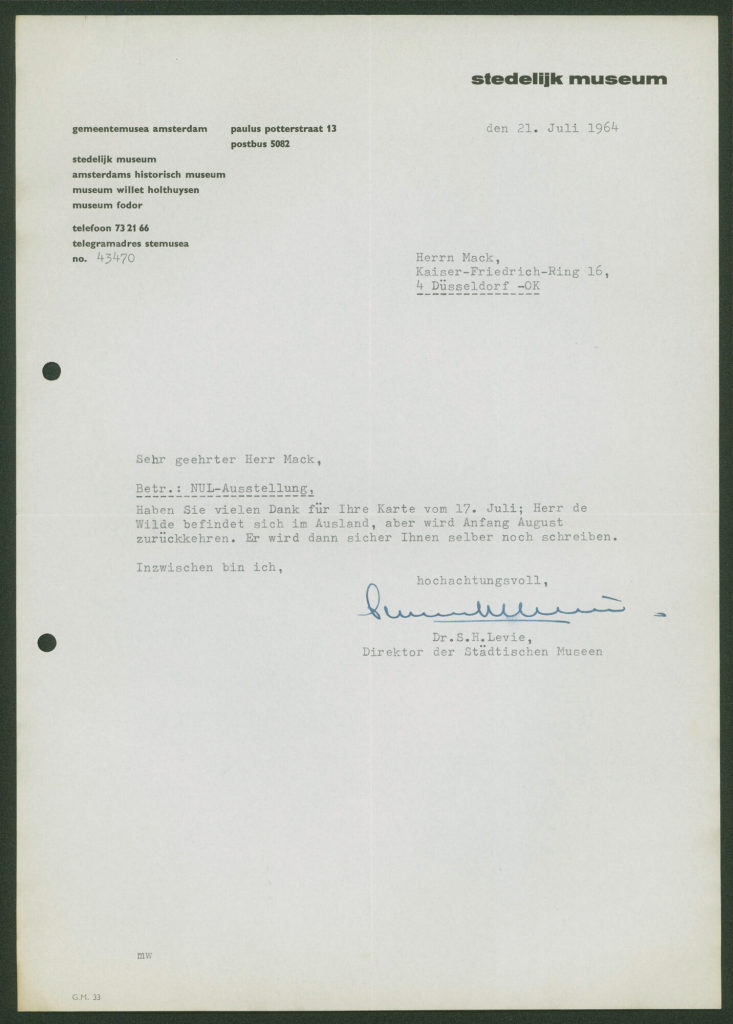 stedelijk museum
gemeentemusea amsterdam
paulus potterstraat 13
postbus 5082
stedelijk museum
amsterdams historisch museum
museum willet holthuysen
museum fodor
telefoon 73 21 66
telegramadres stemusea
no. 43470
den 21. Juli 1964
Herrn Mack,
Kaiser-Friedrich-Ring 16,
4 Düsseldorf -OK
Sehr geehrter Herr Mack,
Betr.: NUL-Ausstellung,
Haben Sie vielen Dank für Ihre Karte vom 17. Juli; Herr de
Wilde befindet sich im Ausland, aber wird Anfang August
zurückkehren. Er wird dann sicher Ihnen selber noch schreiben.
Inzwischen bin ich,
hochachtungsvoll,
Dr.S.H.Levie,
Direktor der Städtischen Museen
mw
G.M. 33